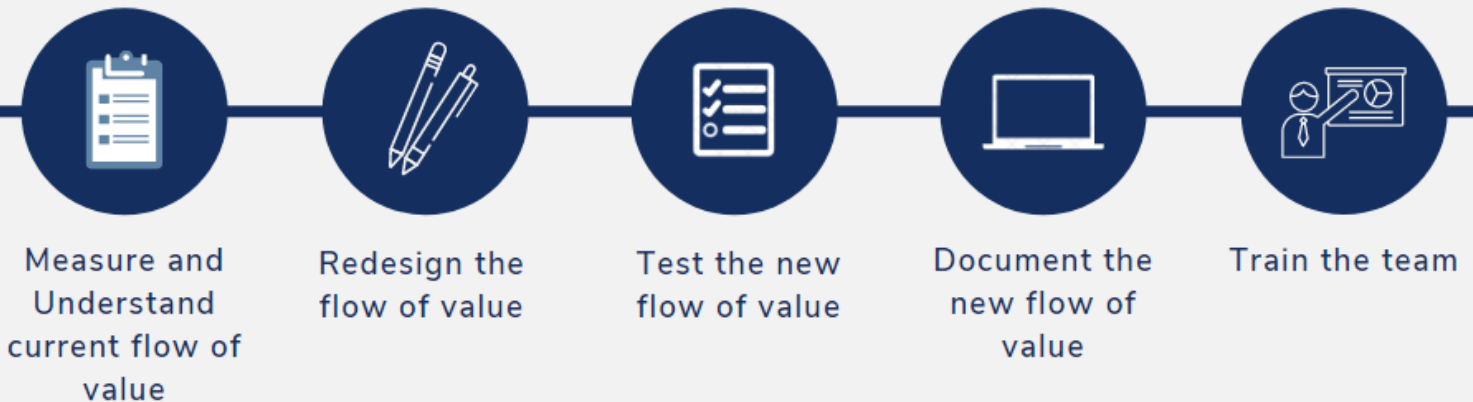 Measure and
Understand
current flow of
value
Redesign the
flow of value
Test the new
flow of value
Document the
new flow of
value
Train the team